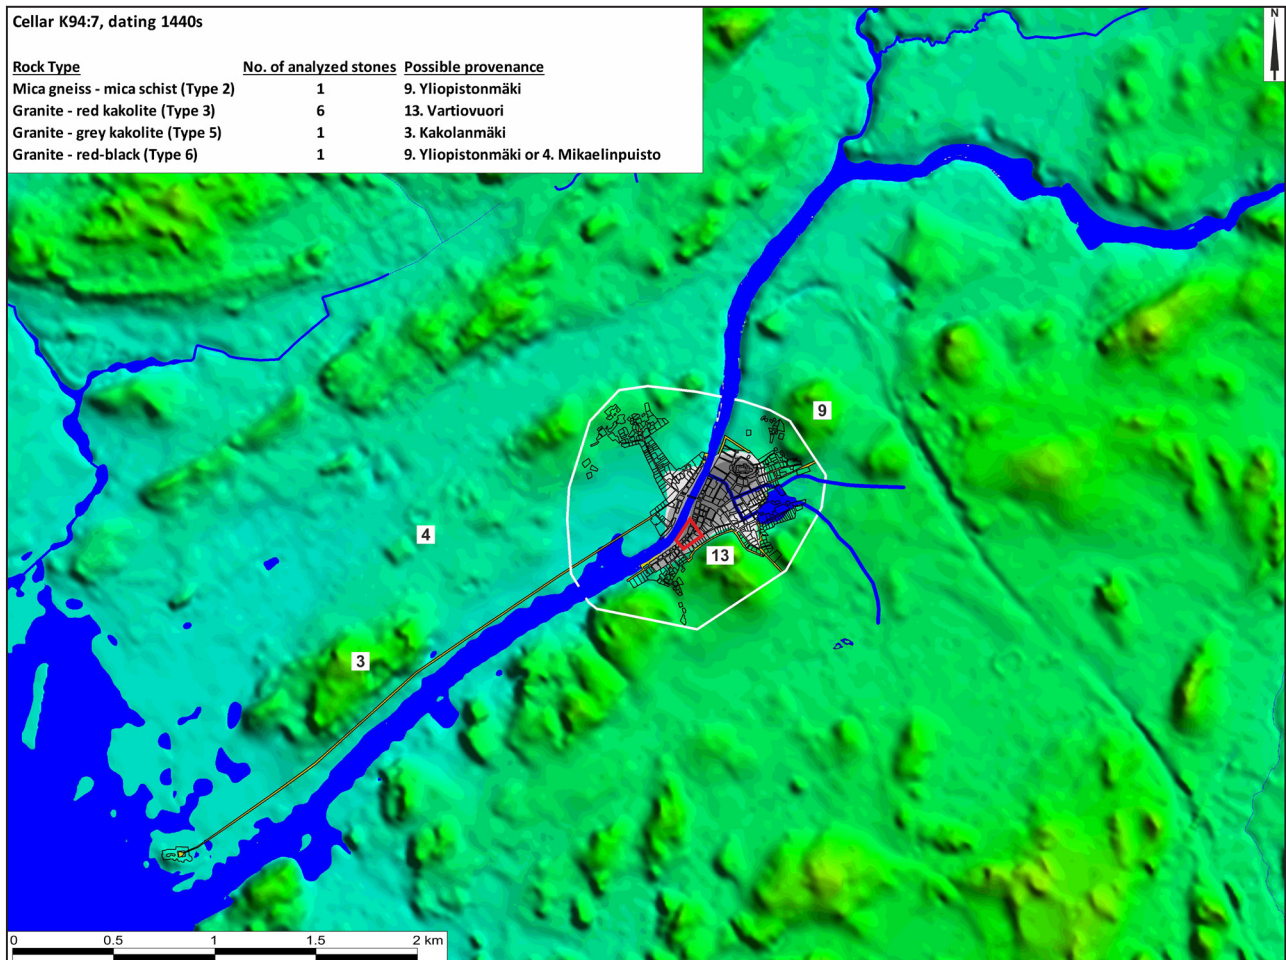 Cellar K94:7, dating 1440s
N
Rock Type No. of analyzed stones Possible provenance
Mica gneiss - mica schist (Type 2) 1 9. Yliopistonmäki
Granite - red kakolite (Type 3) 6 13. Vartiovuori
Granite - grey kakolite (Type 5) 1 3. Kakolanmäki
Granite - red-black (Type 6) 1 9. Yliopistonmäki or 4. Mikaelinpuisto
9
4
13
3
0 0.5 1 1.5 2 km